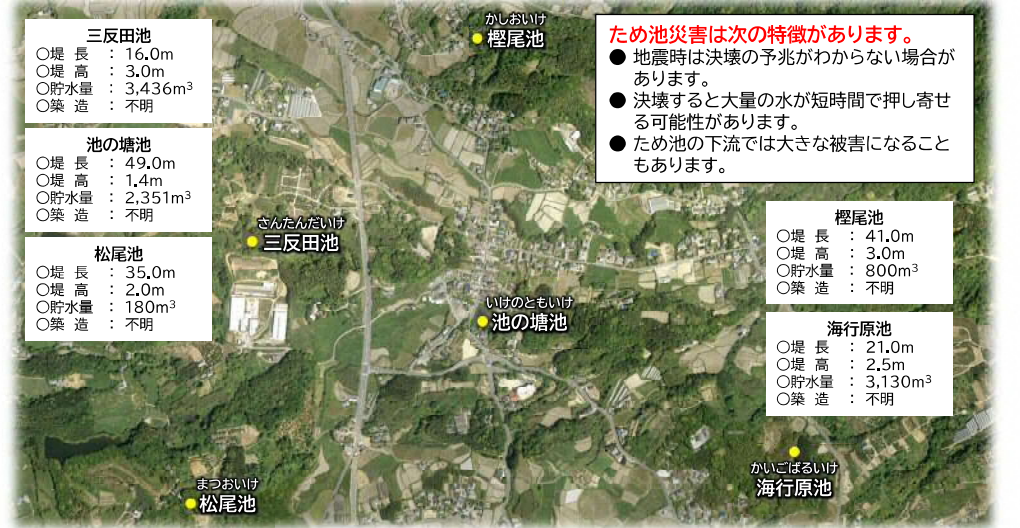 三反田池
○堤 長 : 16.0m
○堤 高 : 3.0m
○貯水量 : 3,436m³
○築 造 : 不明
池の塘池
○堤 長 : 49.0m
○堤 高 : 1.4m
○貯水量 : 2,351m³
○築 造 : 不明
松尾池
○堤 長 : 35.0m
○堤 高 : 2.0m
○貯水量 : 180m³
○築 造 : 不明
かしおいけ
樫尾池
ため池災害は次の特徴があります。
● 地震時は決壊の予兆がわからない場合が
あります。
● 決壊すると大量の水が短時間で押し寄せ
る可能性があります。
● ため池の下流では大きな被害になること
もあります。
さんたんだいけ
三反田池
いけのともいけ
池の塘池
樫尾池
○堤 長 : 41.0m
○堤 高 : 3.0m
○貯水量 : 800m³
○築 造 : 不明
海行原池
○堤 長 : 21.0m
○堤 高 : 2.5m
○貯水量 : 3,130m³
○築 造 : 不明
まつおいけ
松尾池
かいごばるいけ
海行原池